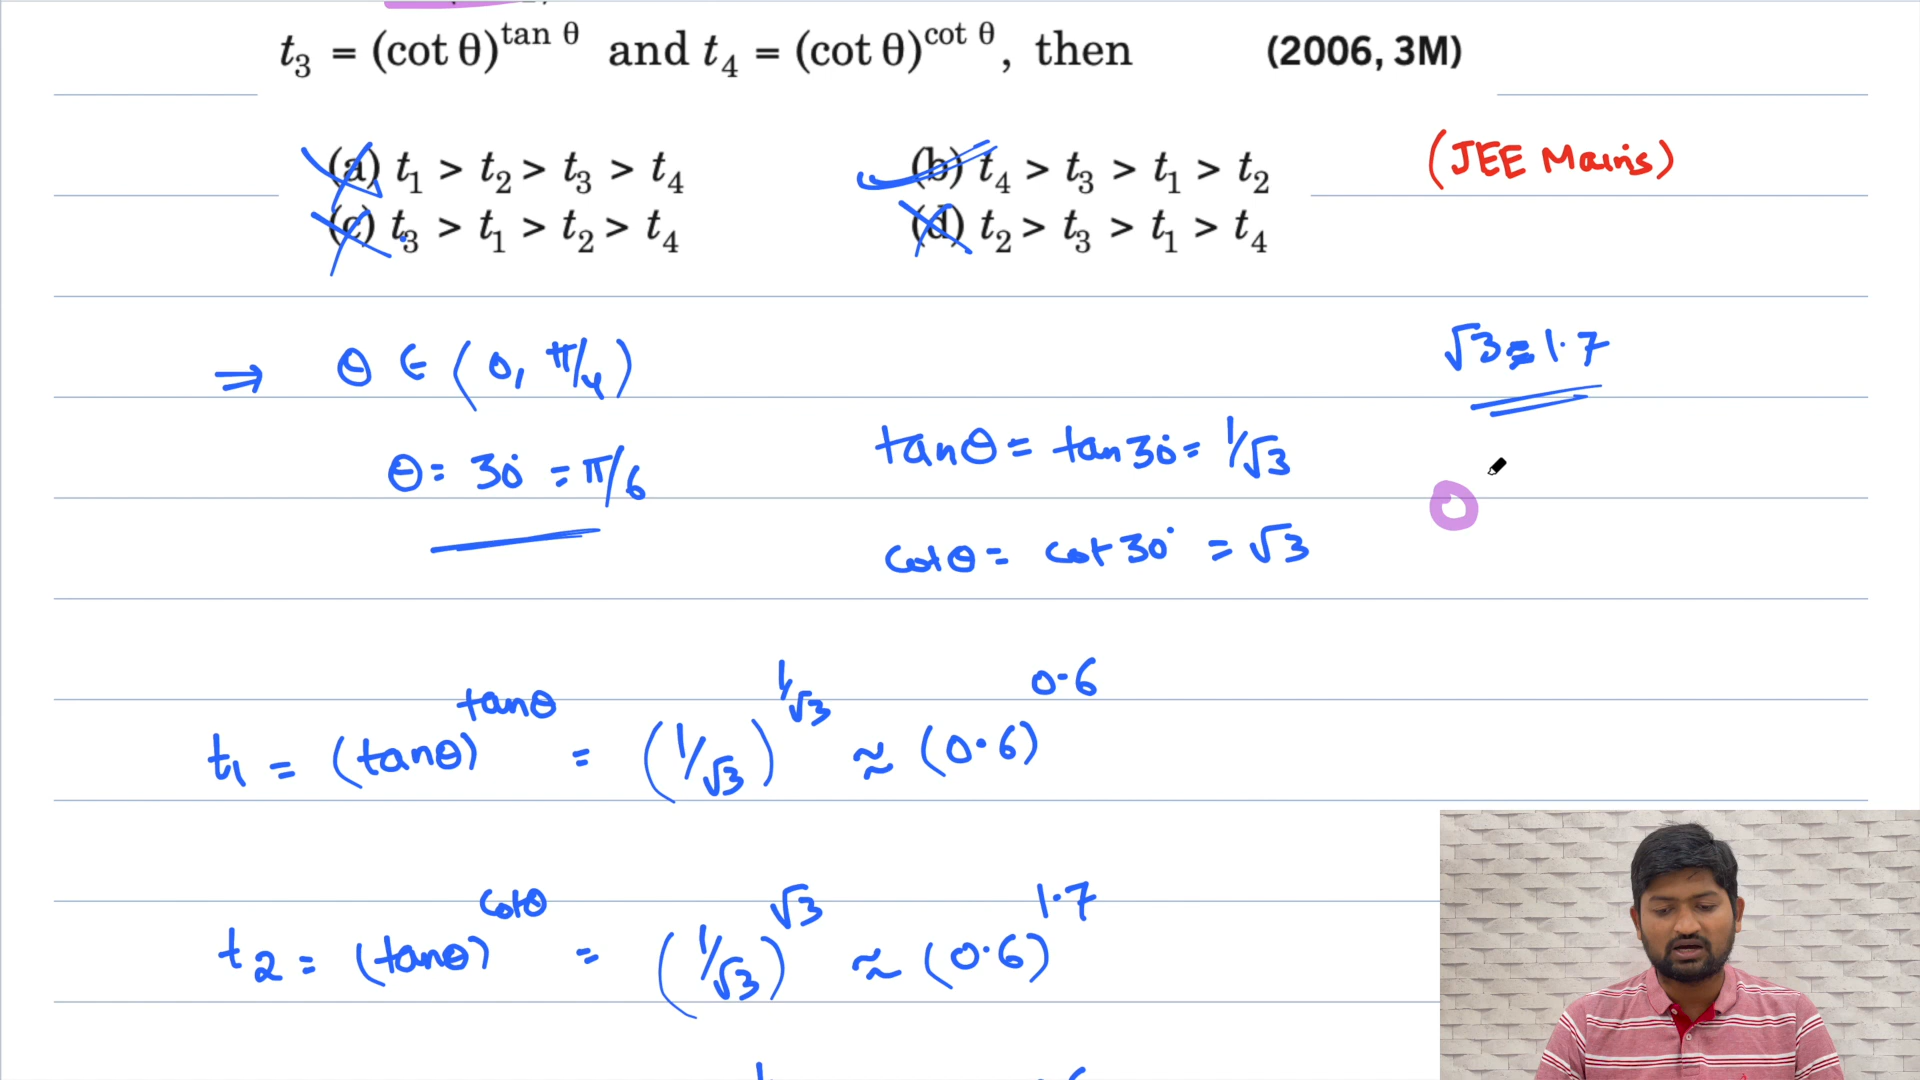 t₃ = (cot θ)^tan θ and t₄ = (cot θ)^cot θ, then (2006, 3M)
(a) t₁ > t₂ > t₃ > t₄ (b) t₄ > t₃ > t₁ > t₂
(JEE Mains)
(c) t₃ > t₁ > t₂ > t₄ (d) t₂ > t₃ > t₁ > t₄
⇒ θ ∈ (0, π/4)
√3 = 1.7
tanθ = tan30° = 1/√3
θ = 30° = π/6
cotθ = cot30° = √3
t₁ = (tanθ)^tanθ = (1/√3)^1/√3 ≈ (0.6)^0.6
t₂ = (tanθ)^cotθ = (1/√3)^√3 ≈ (0.6)^1.7